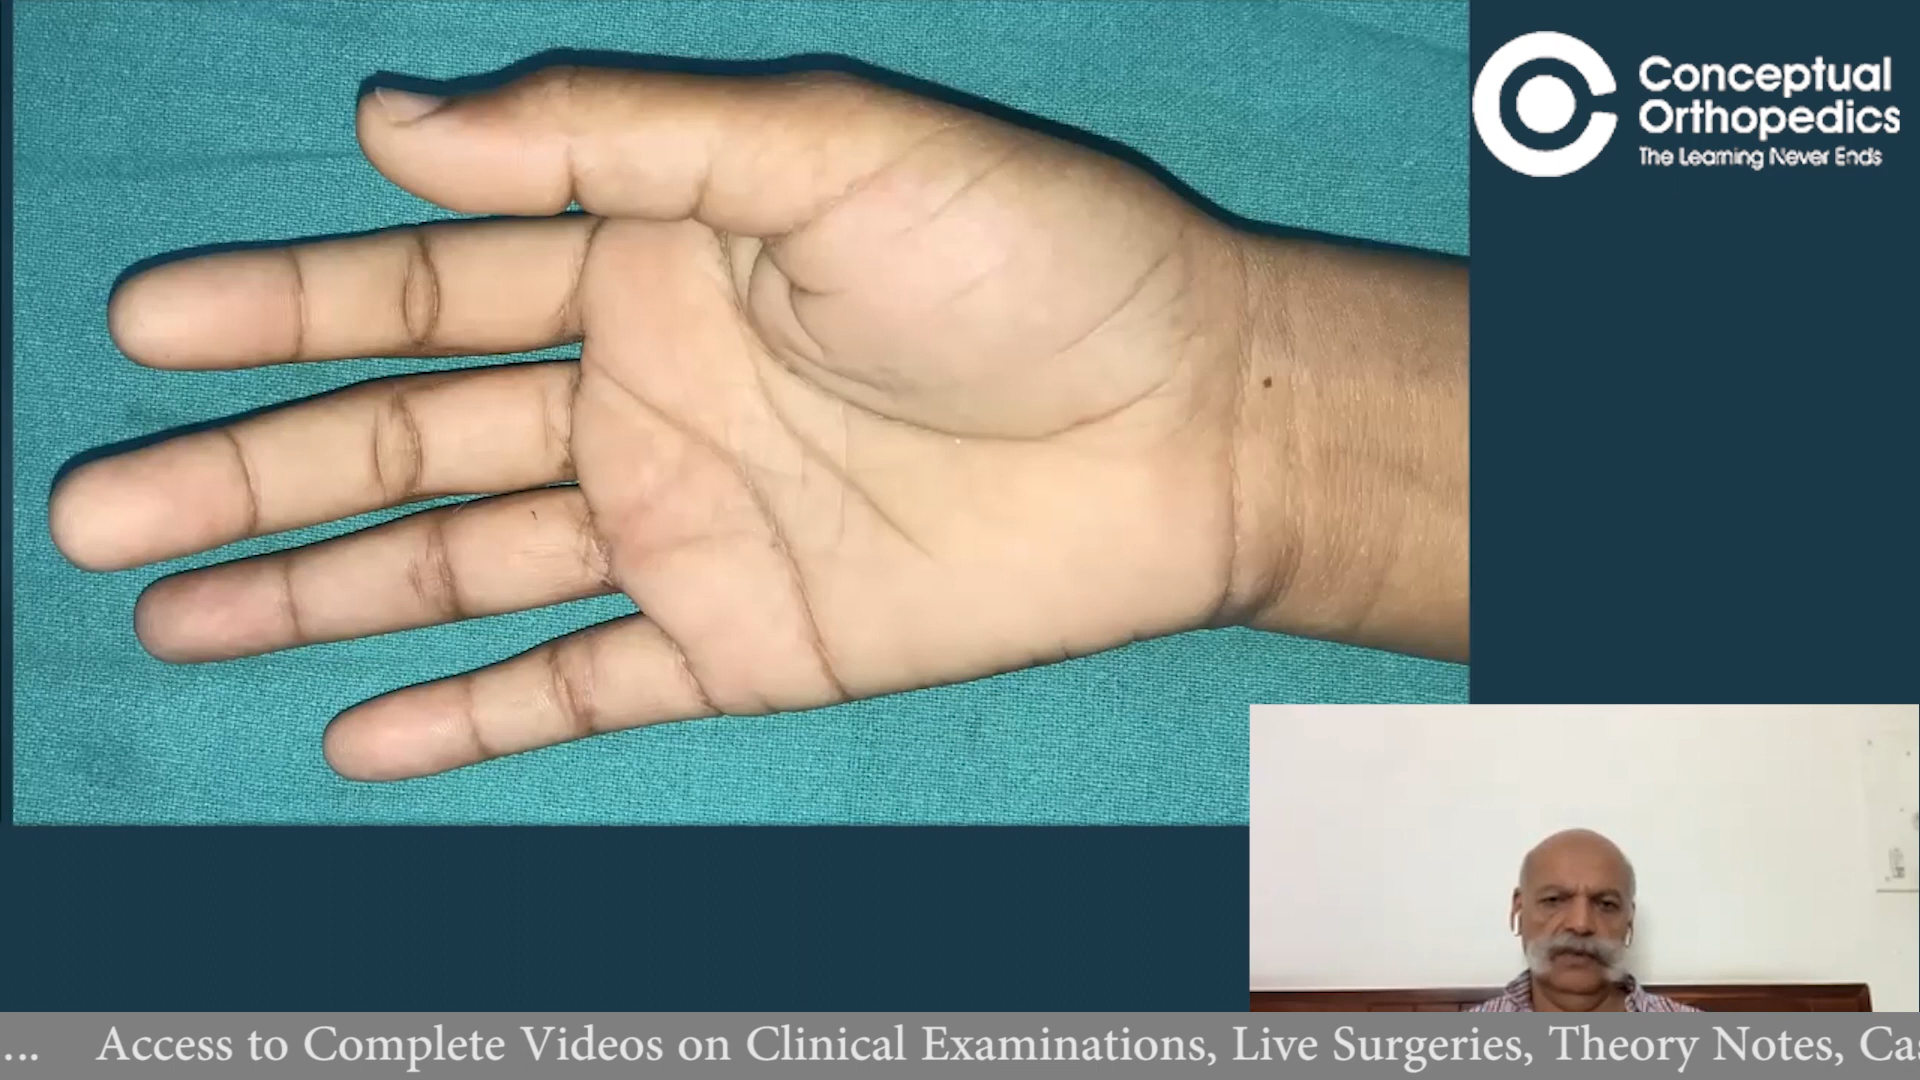 Conceptual
Orthopedics
The Learning Never Ends
... Access to Complete Videos on Clinical Examinations, Live Surgeries, Theory Notes,